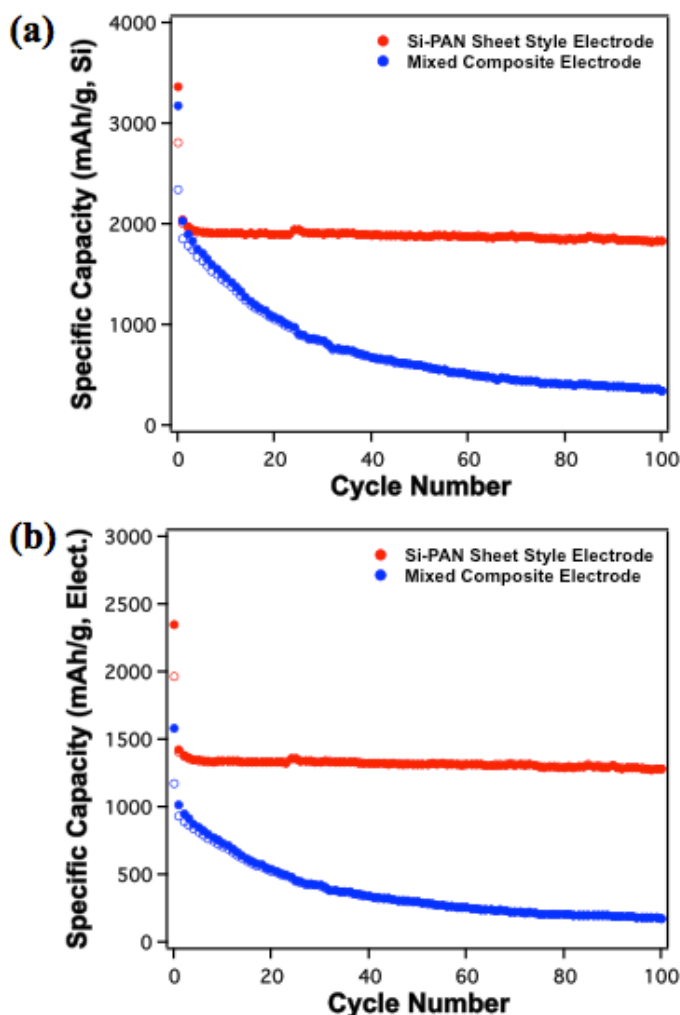 (a)
4000
3000
2000
1000
0
Specific Capacity (mAh/g, Si)
Si-PAN Sheet Style Electrode
Mixed Composite Electrode
0 20 40 60 80 100
Cycle Number
(b)
3000
2500
2000
1500
1000
500
0
Specific Capacity (mAh/g, Elect.)
Si-PAN Sheet Style Electrode
Mixed Composite Electrode
0 20 40 60 80 100
Cycle Number